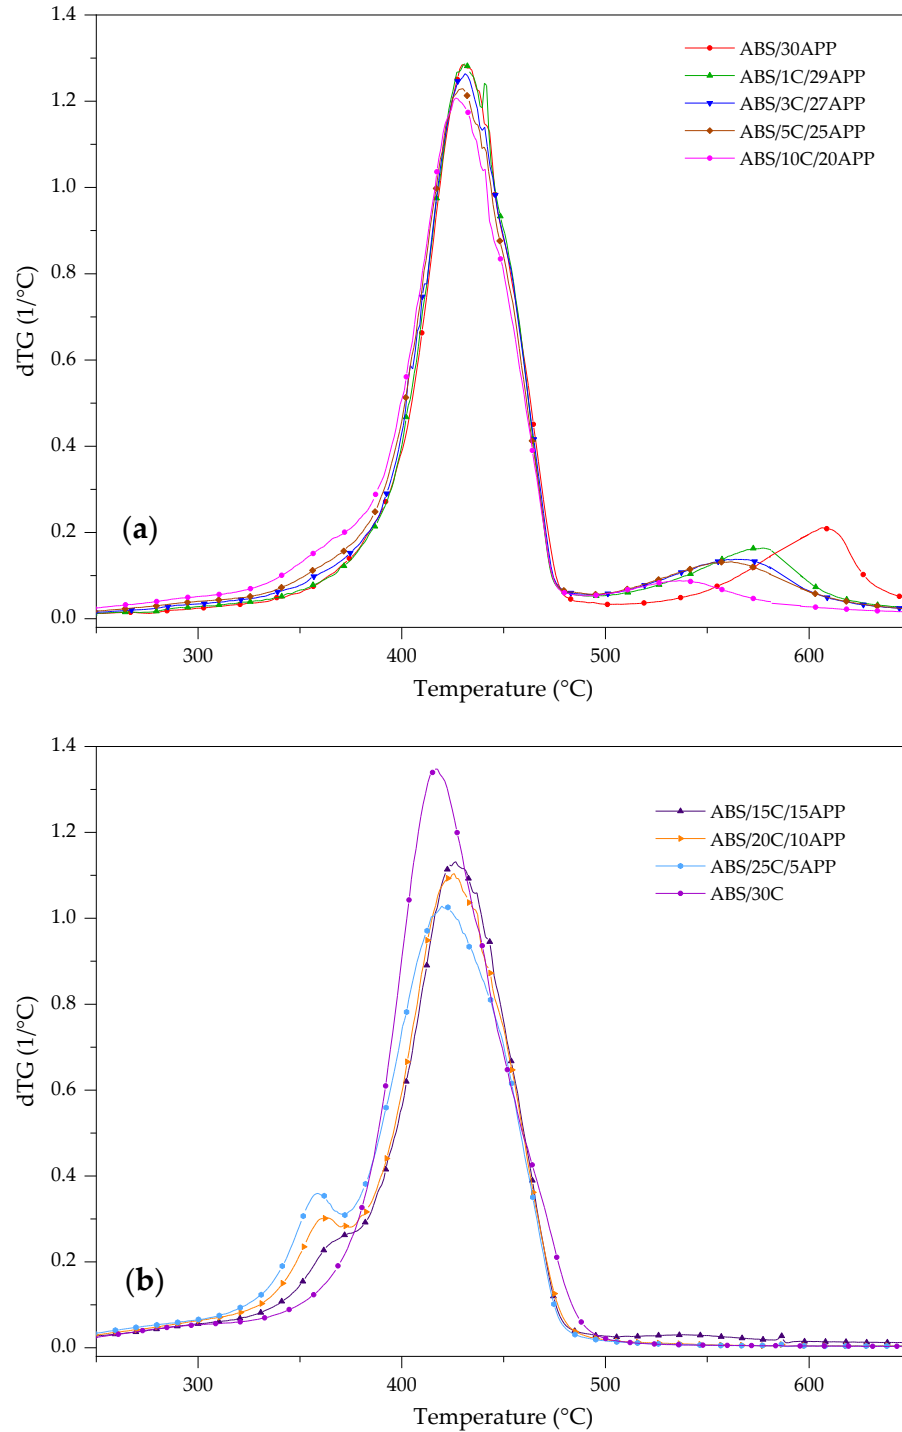 1.4
1.2
1.0
0.8
0.6
0.4
0.2
0.0
dTG (1/°C)
ABS/30APP
ABS/1C/29APP
ABS/3C/27APP
ABS/5C/25APP
ABS/10C/20APP
(a)
300
400
500
600
Temperature (°C)
1.4
1.2
1.0
0.8
0.6
0.4
0.2
0.0
dTG (1/°C)
ABS/15C/15APP
ABS/20C/10APP
ABS/25C/5APP
ABS/30C
(b)
300
400
500
600
Temperature (°C)